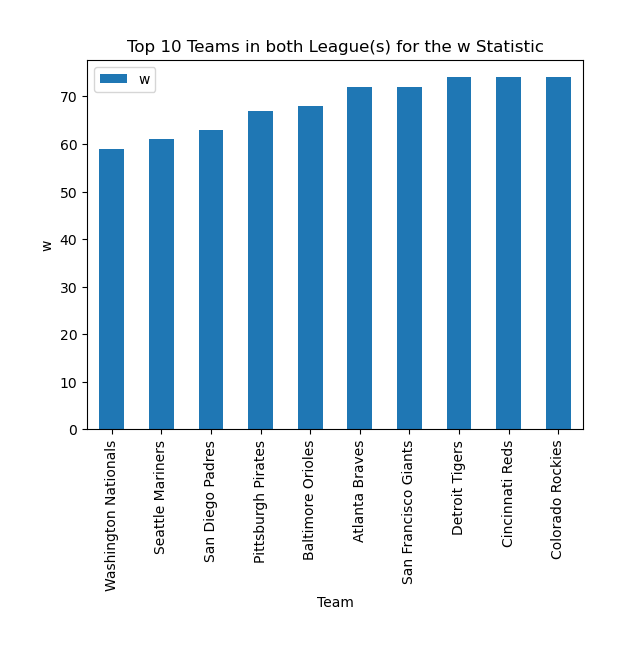 Top 10 Teams in both League(s) for the w Statistic
w
70
60
50
40
30
20
10
0
w
Washington Nationals
Seattle Mariners
San Diego Padres
Pittsburgh Pirates
Baltimore Orioles
Atlanta Braves
San Francisco Giants
Detroit Tigers
Cincinnati Reds
Colorado Rockies
Team